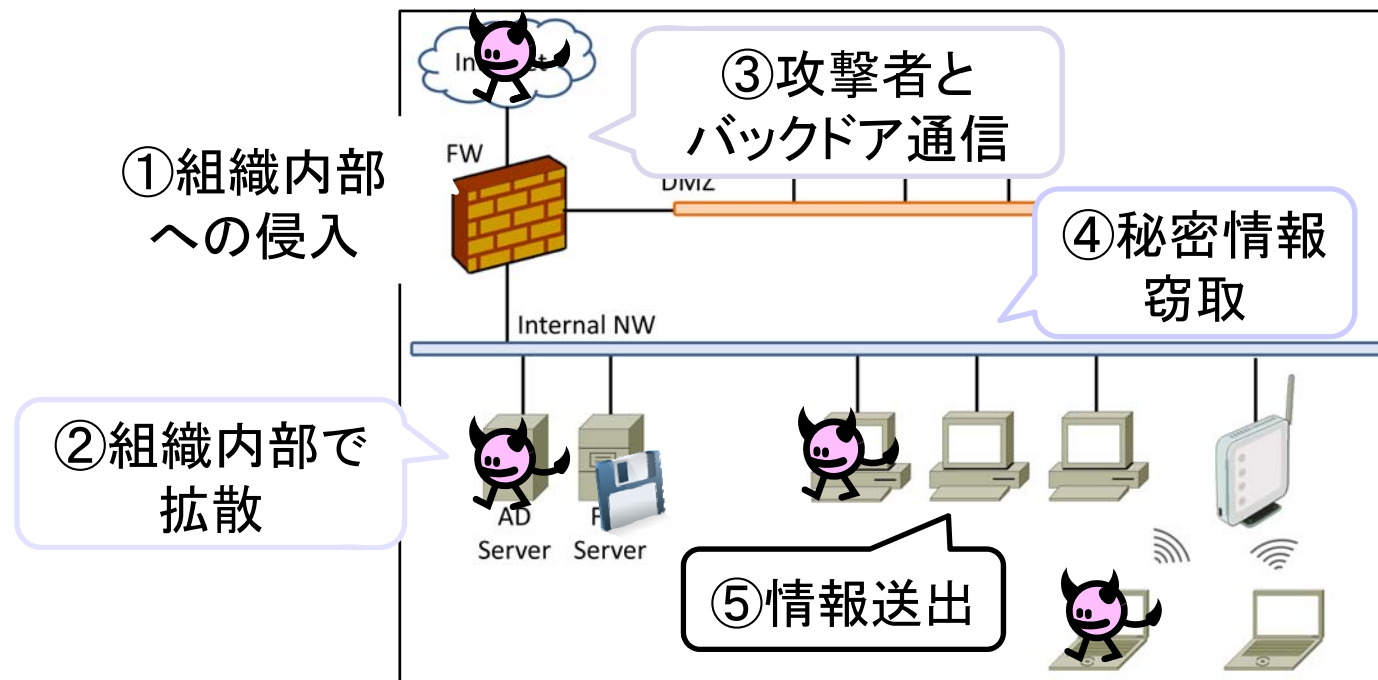 ③攻撃者と
バックドア通信
①組織内部
への侵入
FW
DMZ
④秘密情報
窃取
Internal NW
②組織内部で
拡散
AD
Server
Server
⑤情報送出